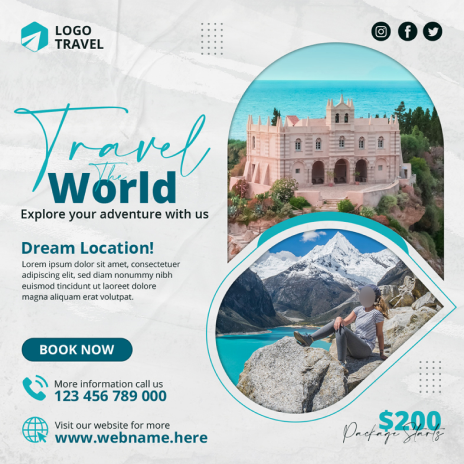 LOGO
TRAVEL
Travel
The
World
Explore your adventure with us
Dream Location!
Lorem ipsum dolor sit amet, consectetuer
adipiscing elit, sed diam nonummy nibh
euismod tincidunt ut laoreet dolore
magna aliquam erat volutpat.
BOOK NOW
More information call us
123 456 789 000
Visit our website for more
www.webname.here
$200
Package Starts